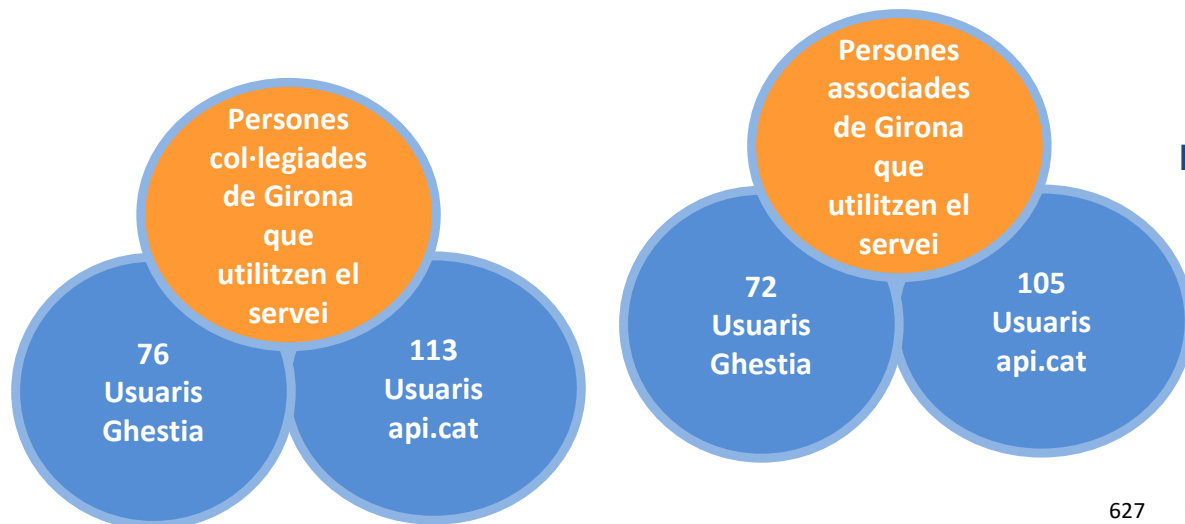 Persones
col·legiades
de Girona
que
utilitzen el
servei
76
Usuaris
Ghestia
113
Usuaris
api.cat
Persones
associades
de Girona
que
utilitzen el
servei
72
Usuaris
Ghestia
105
Usuaris
api.cat
627